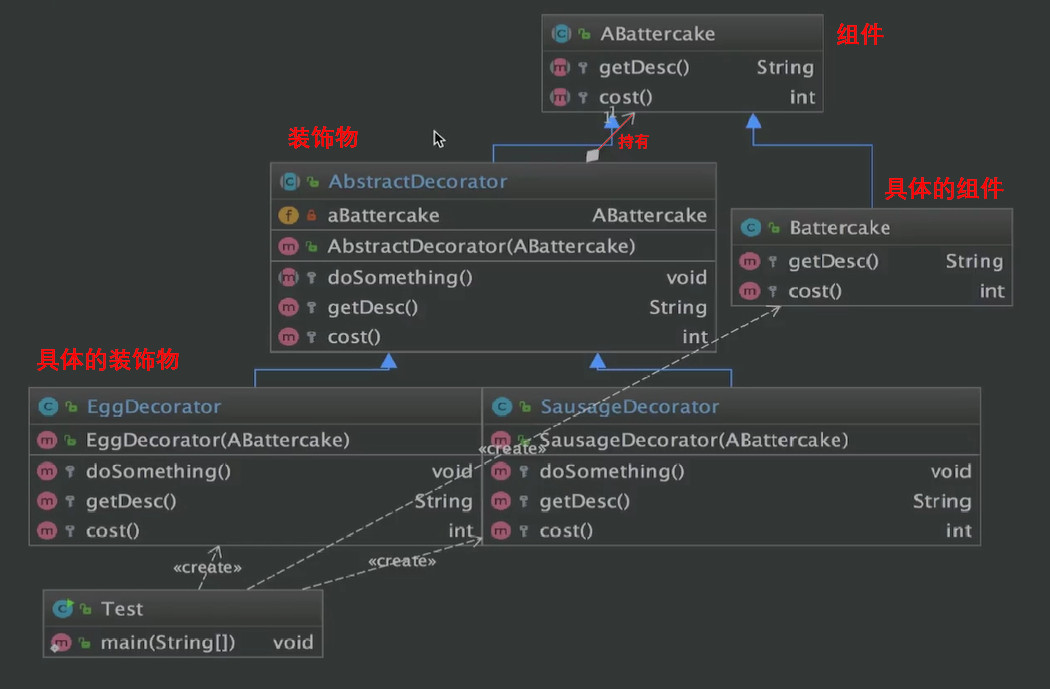 ABattercake
组件
getDesc() String
cost() int
1
1
装饰物
持有
AbstractDecorator
aBattercake ABattercake
AbstractDecorator(ABattercake)
doSomething() void
getDesc() String
cost() int
具体的组件
Battercake
getDesc() String
cost() int
具体的装饰物
EggDecorator
EggDecorator(ABattercake)
doSomething() void
getDesc() String
cost() int
SausageDecorator
SausageDecorator(ABattercake)
doSomething() void
getDesc() String
cost() int
«create»
«create»
«create»
Test
main(String[]) void